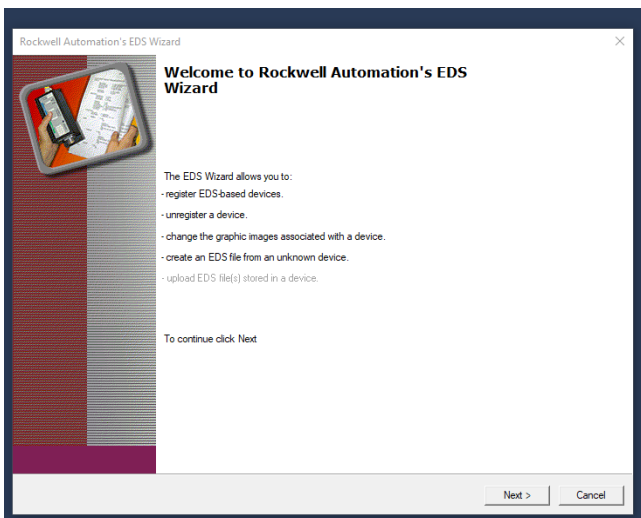 Rockwell Automation's EDS Wizard
Welcome to Rockwell Automation's EDS
Wizard
The EDS Wizard allows you to:
- register EDS-based devices.
- unregister a device.
- change the graphic images associated with a device.
- create an EDS file from an unknown device.
- upload EDS file(s) stored in a device.
To continue click Next
Next >
Cancel